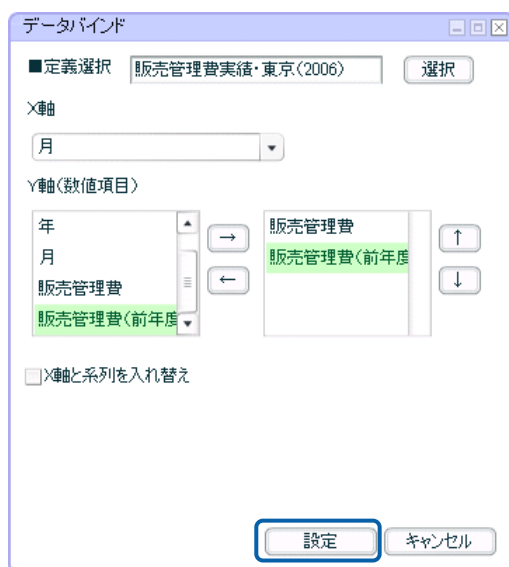 データバインド
■定義選択 販売管理費実績・東京(2006) 選択
X軸
月
Y軸(数値項目)
年
月
販売管理費
販売管理費(前年度
→
←
販売管理費
販売管理費(前年度
↑
↓
X軸と系列を入れ替え
設定 キャンセル